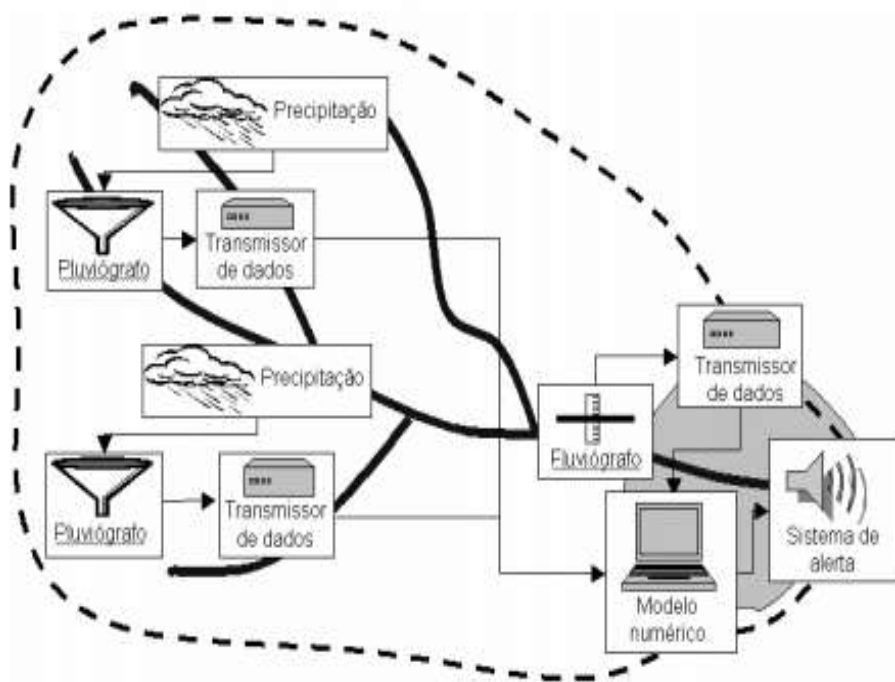 Precipitação
Pluviógrafo
Transmissor
de dados
Precipitação
Pluviógrafo
Transmissor
de dados
Fluviógrafo
Transmissor
de dados
Modelo
numérico
Sistema de
alerta